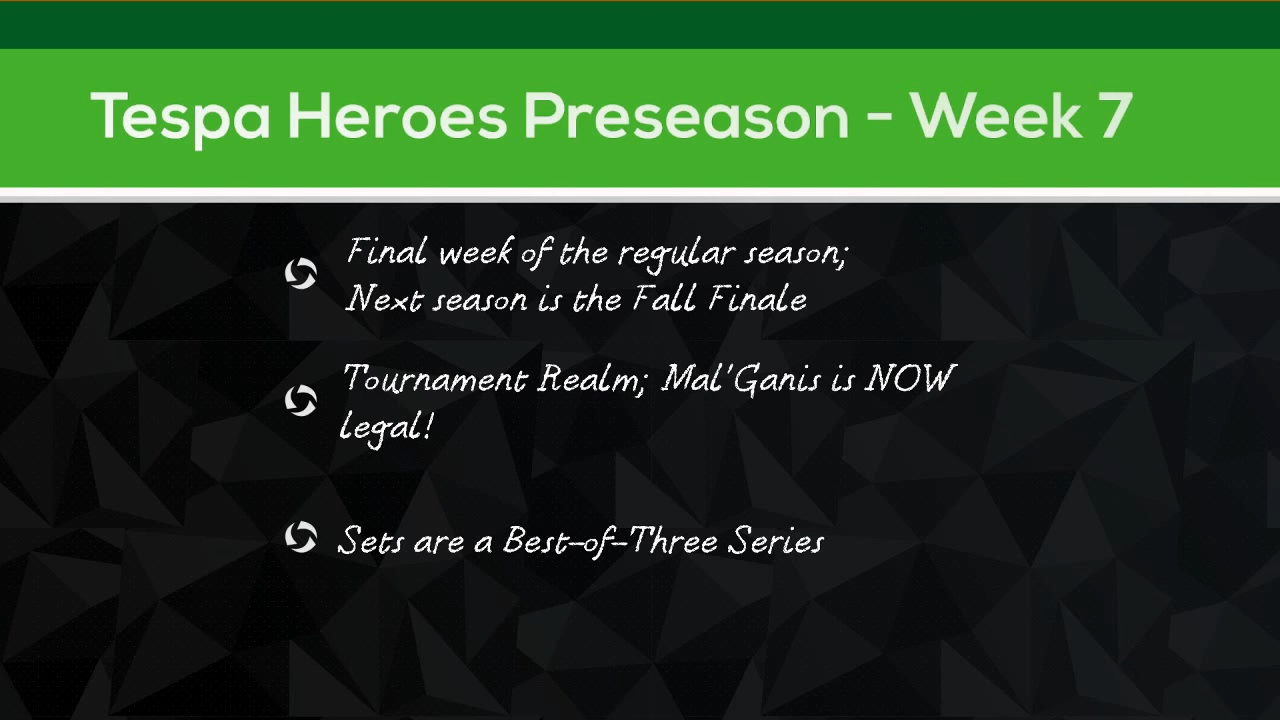 Tespa Heroes Preseason - Week 7
Final week of the regular season;
Next season is the Fall Finale
Tournament Realm; Mal'Ganis is NOW
legal!
Sets are a Best-of-Three Series